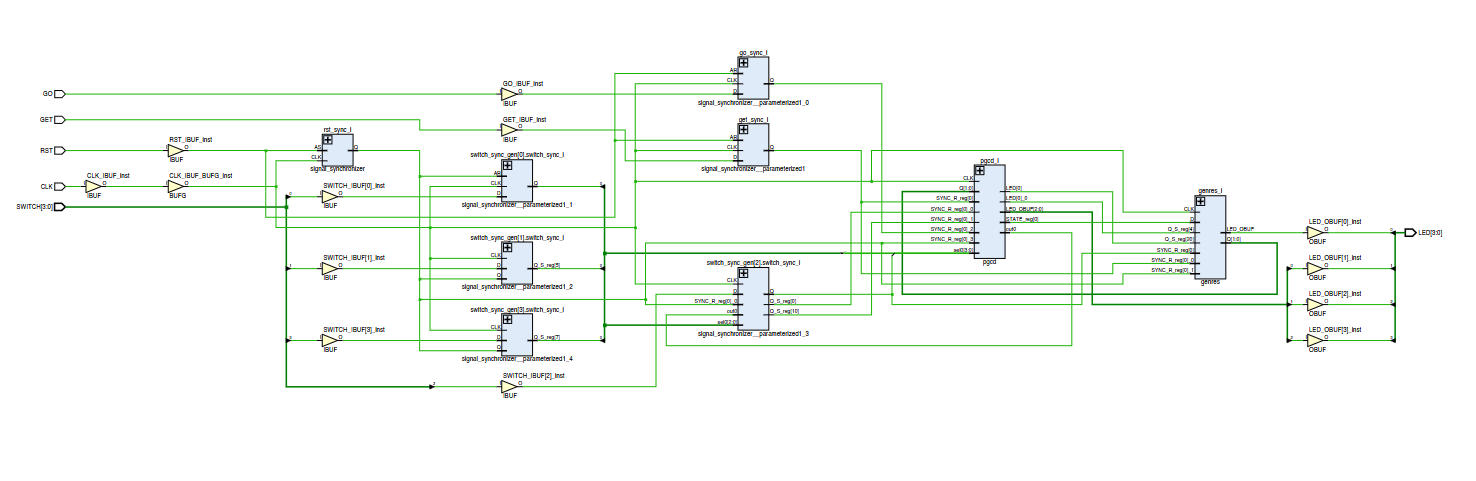 go_sync_i
AR
CLK
D
Q
signal_synchronizer__parameterized1_0
GO
GO_IBUF_inst
I
O
IBUF
GET
GET_IBUF_inst
I
O
IBUF
get_sync_i
AR
CLK
D
Q
signal_synchronizer__parameterized1
RST
RST_IBUF_inst
I
O
IBUF
rst_sync_i
AS
CLK
Q
signal_synchronizer
CLK
CLK_IBUF_inst
I
O
IBUF
CLK_IBUF_BUFG_inst
I
O
BUFG
SWITCH[3:0]
SWITCH_IBUF[0]_inst
I
O
IBUF
SWITCH_IBUF[1]_inst
I
O
IBUF
SWITCH_IBUF[3]_inst
I
O
IBUF
SWITCH_IBUF[2]_inst
I
O
IBUF
switch_sync_gen[0].switch_sync_i
AR
CLK
D
Q
signal_synchronizer__parameterized1_1
switch_sync_gen[1].switch_sync_i
CLK
D
Q_S_reg[5]
signal_synchronizer__parameterized1_2
switch_sync_gen[3].switch_sync_i
CLK
D
Q_S_reg[7]
signal_synchronizer__parameterized1_4
switch_sync_gen[2].switch_sync_i
CLK
D
SYNC_R_reg[0]_0
out0
sel0[2:0]
Q
Q_S_reg[0]
Q_S_reg[10]
signal_synchronizer__parameterized1_3
pgcd_i
CLK
Q[1:0]
SYNC_R_reg[0]
SYNC_R_reg[0]_0
SYNC_R_reg[0]_1
SYNC_R_reg[0]_2
SYNC_R_reg[0]_3
sel0[3:0]
LED[0]
LED[0]_0
LED_OBUF[2:0]
STATE_reg[0]
out0
pgcd
genres_i
CLK
D
Q_S_reg[4]
Q_S_reg[30]
SYNC_R_reg[0]
SYNC_R_reg[0]_0
SYNC_R_reg[0]_1
LED_OBUF
Q[1:0]
genres
LED_OBUF[0]_inst
I
O
OBUF
LED_OBUF[1]_inst
I
O
OBUF
LED_OBUF[2]_inst
I
O
OBUF
LED_OBUF[3]_inst
I
O
OBUF
LED[3:0]